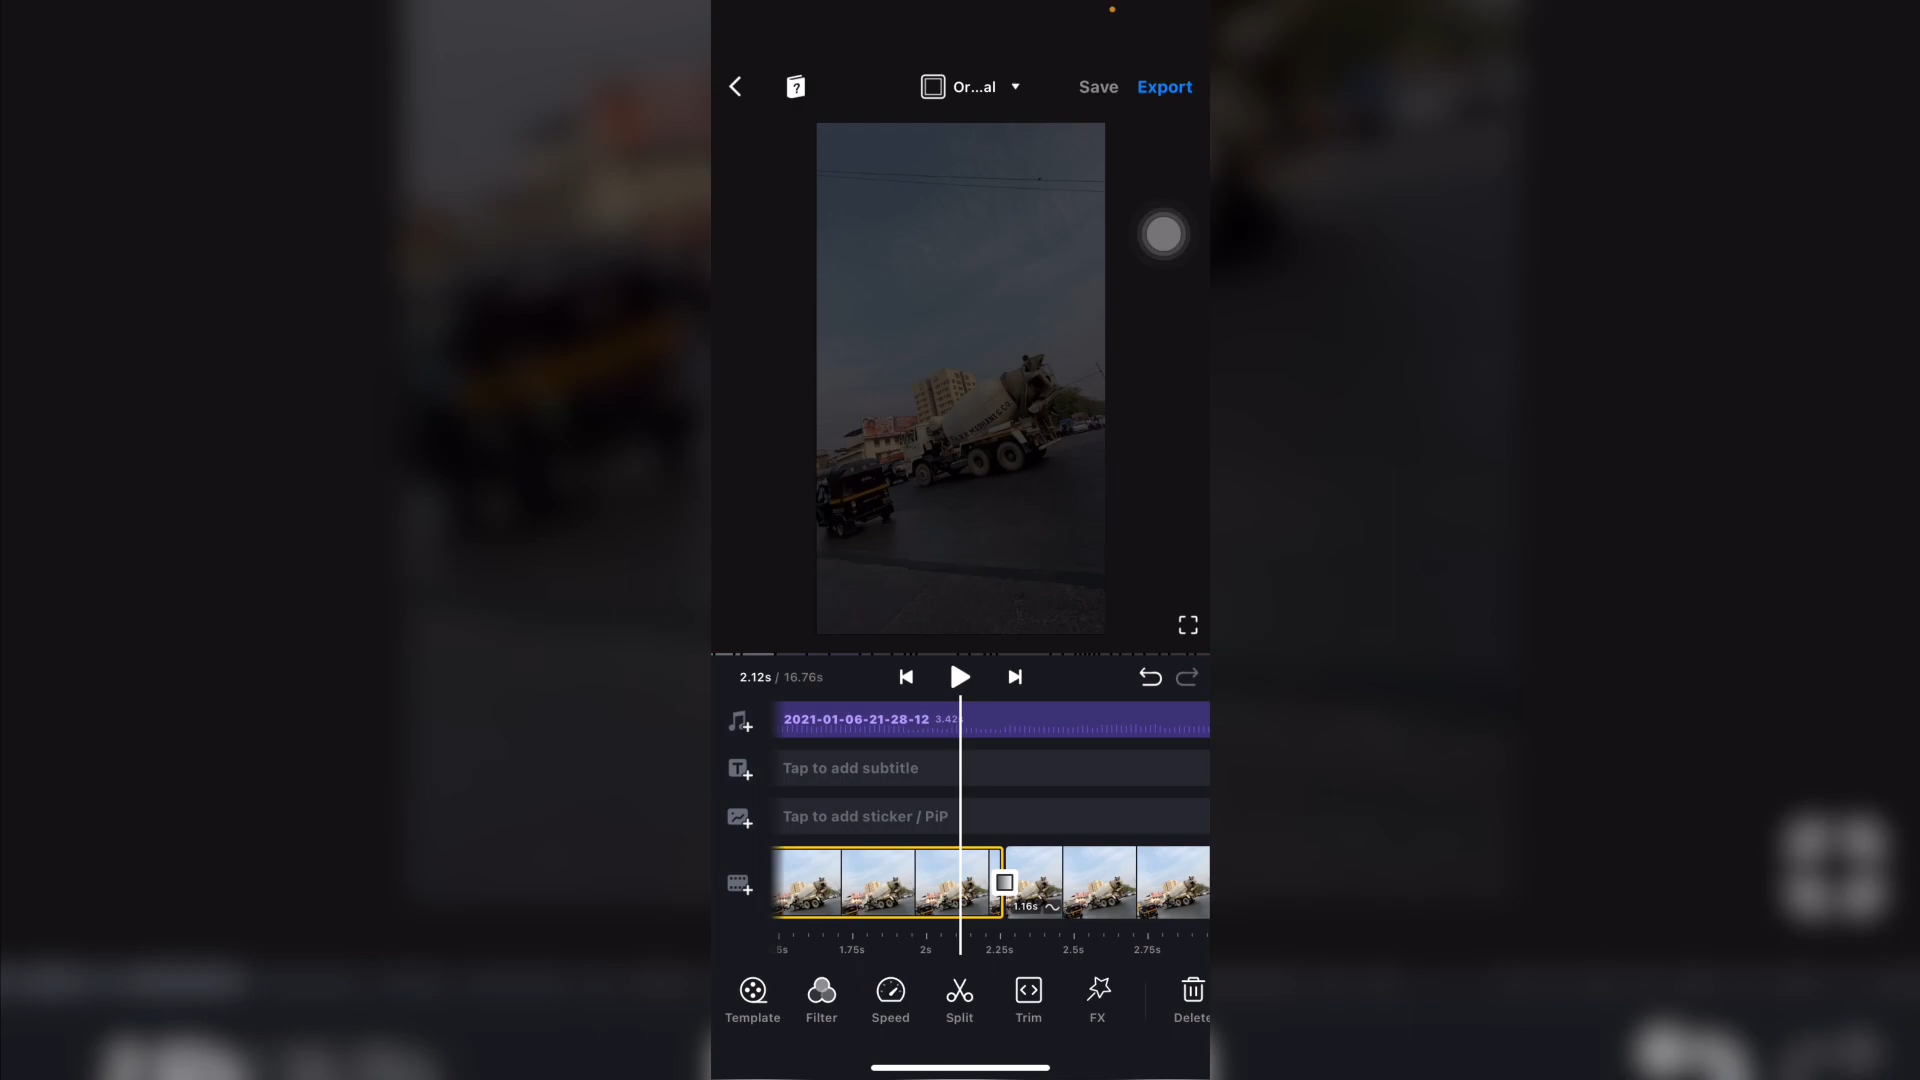 Or...al
Save
Export
2.12s / 16.76s
2021-01-06-21-28-12 3.42s
Tap to add subtitle
Tap to add sticker / PiP
1.16s
1.75s
2s
2.25s
2.5s
2.75s
Template
Filter
Speed
Split
Trim
FX
Delete